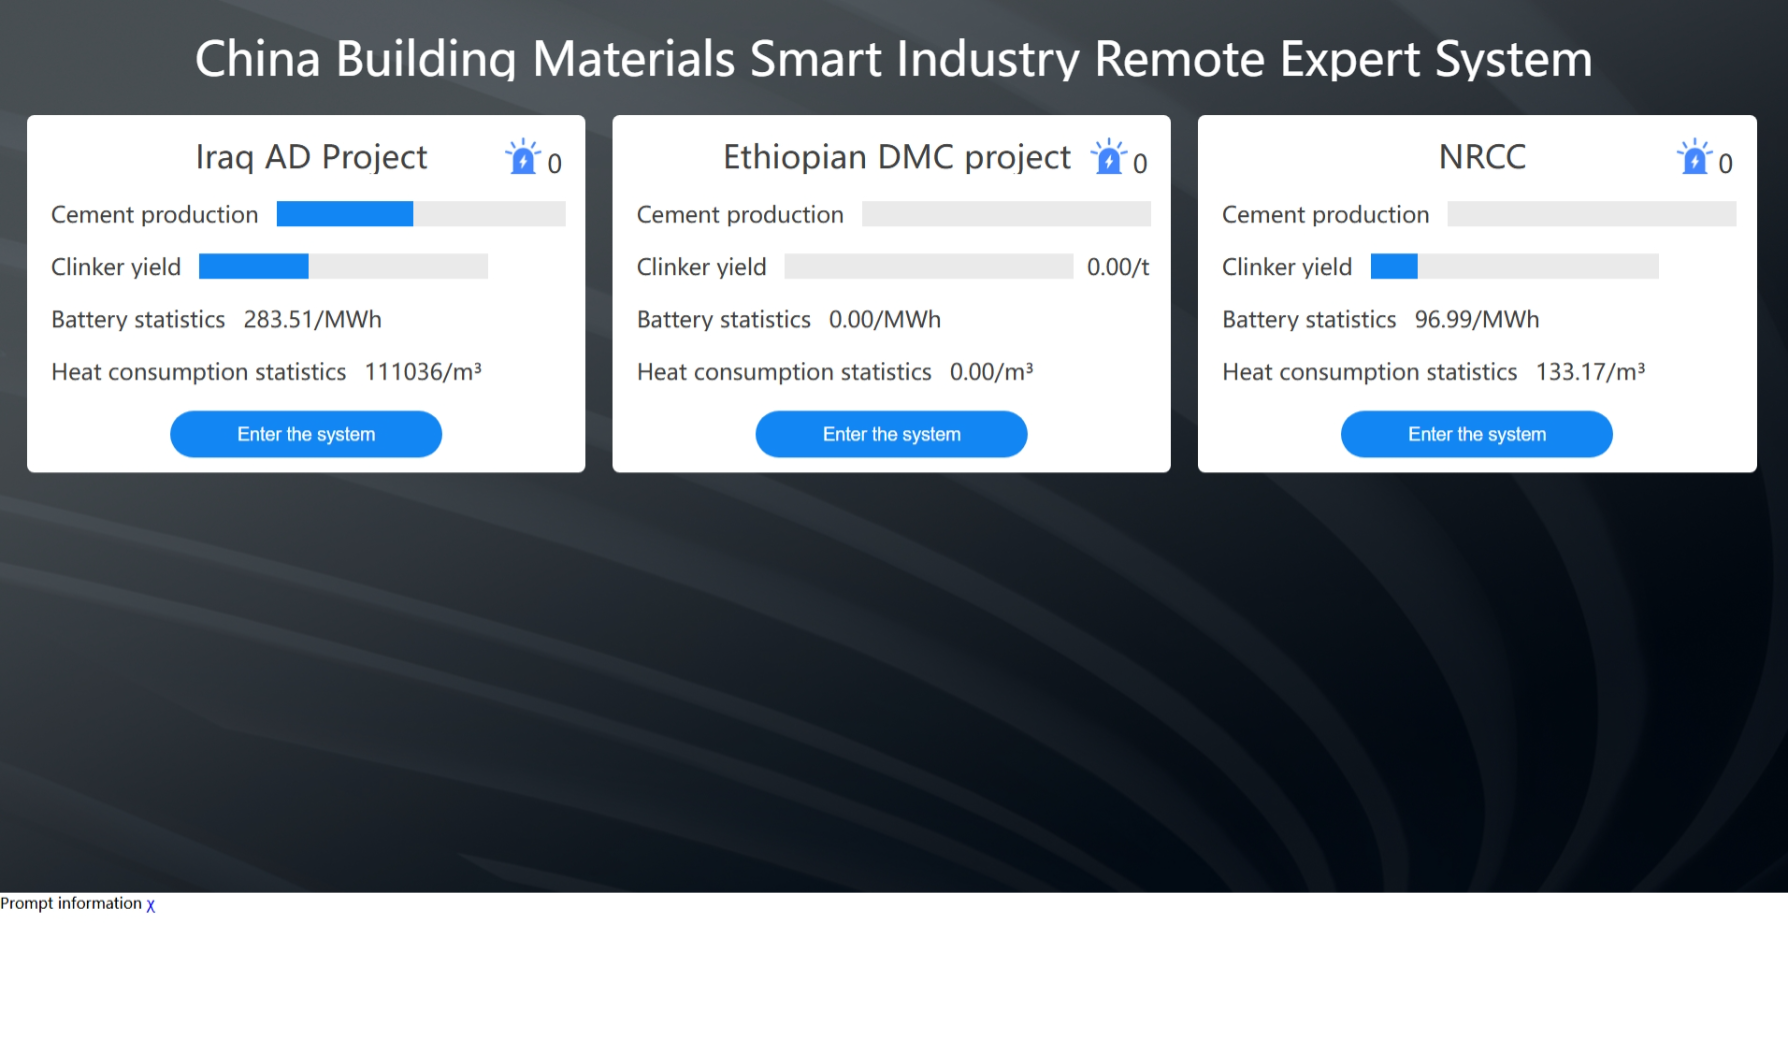 China Building Materials Smart Industry Remote Expert System
Iraq AD Project 0
Cement production
Clinker yield
Battery statistics 283.51/MWh
Heat consumption statistics 111036/m³
Enter the system
Ethiopian DMC project 0
Cement production
Clinker yield 0.00/t
Battery statistics 0.00/MWh
Heat consumption statistics 0.00/m³
Enter the system
NRCC 0
Cement production
Clinker yield
Battery statistics 96.99/MWh
Heat consumption statistics 133.17/m³
Enter the system
Prompt information χ